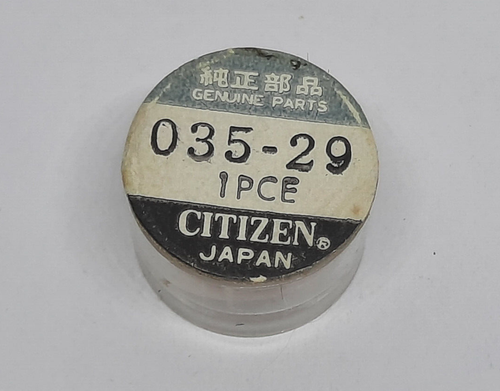 純正部品
GENUINE PARTS
035-29
1PCE
CITIZEN®
JAPAN